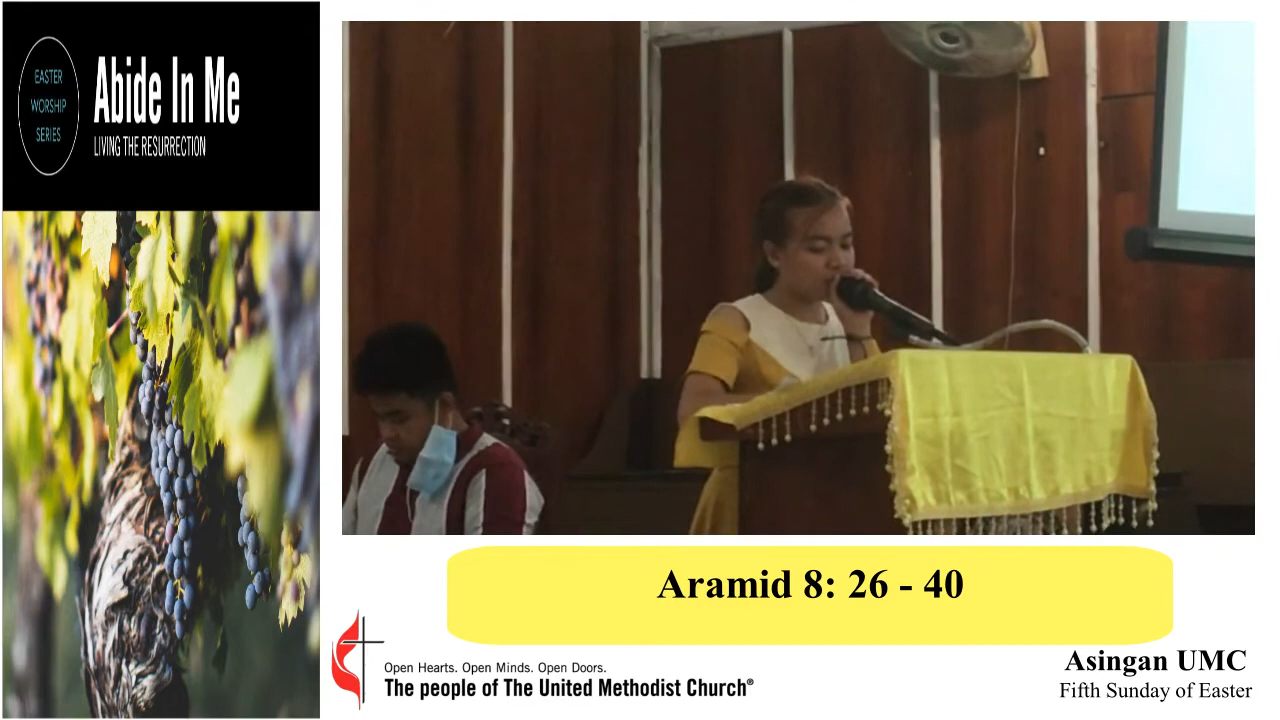 EASTER
WORSHIP
SERIES
Abide In Me
LIVING THE RESURRECTION
Aramid 8: 26 - 40
Open Hearts. Open Minds. Open Doors.
The people of The United Methodist Church®
Asingan UMC
Fifth Sunday of Easter